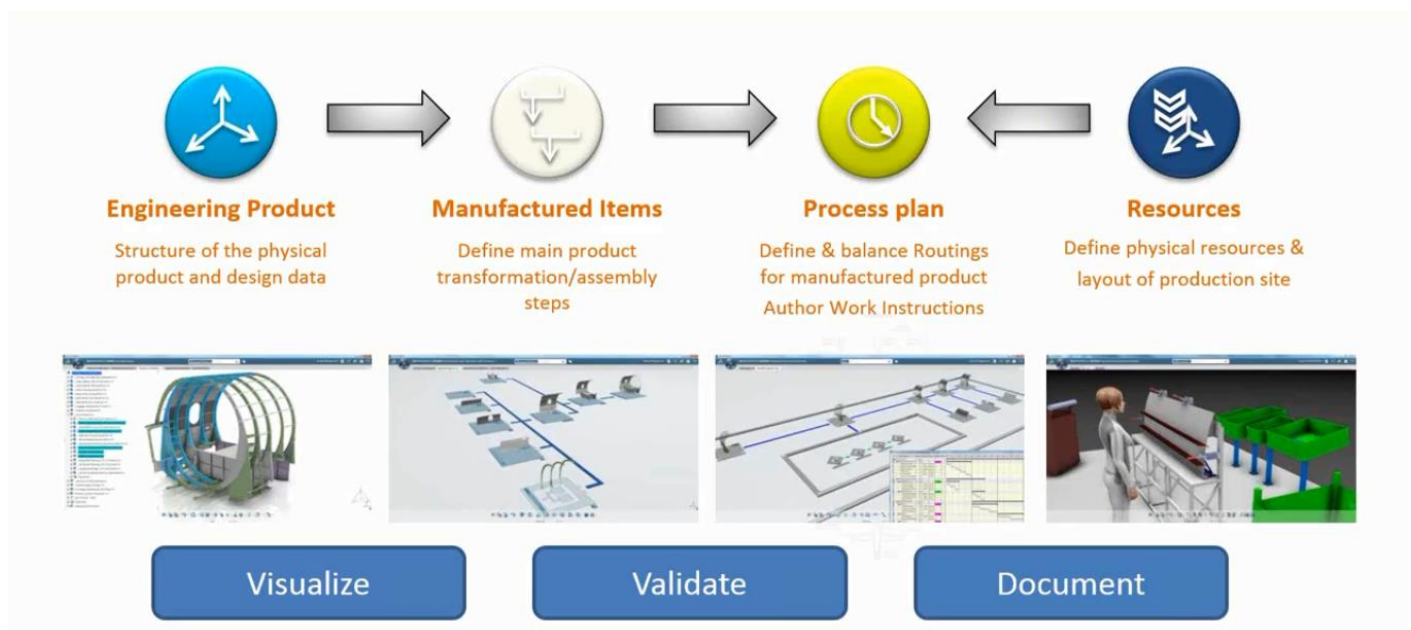 Engineering Product
Structure of the physical
product and design data
Manufactured Items
Define main product
transformation/assembly
steps
Process plan
Define & balance Routings
for manufactured product
Author Work Instructions
Resources
Define physical resources &
layout of production site
Visualize
Validate
Document